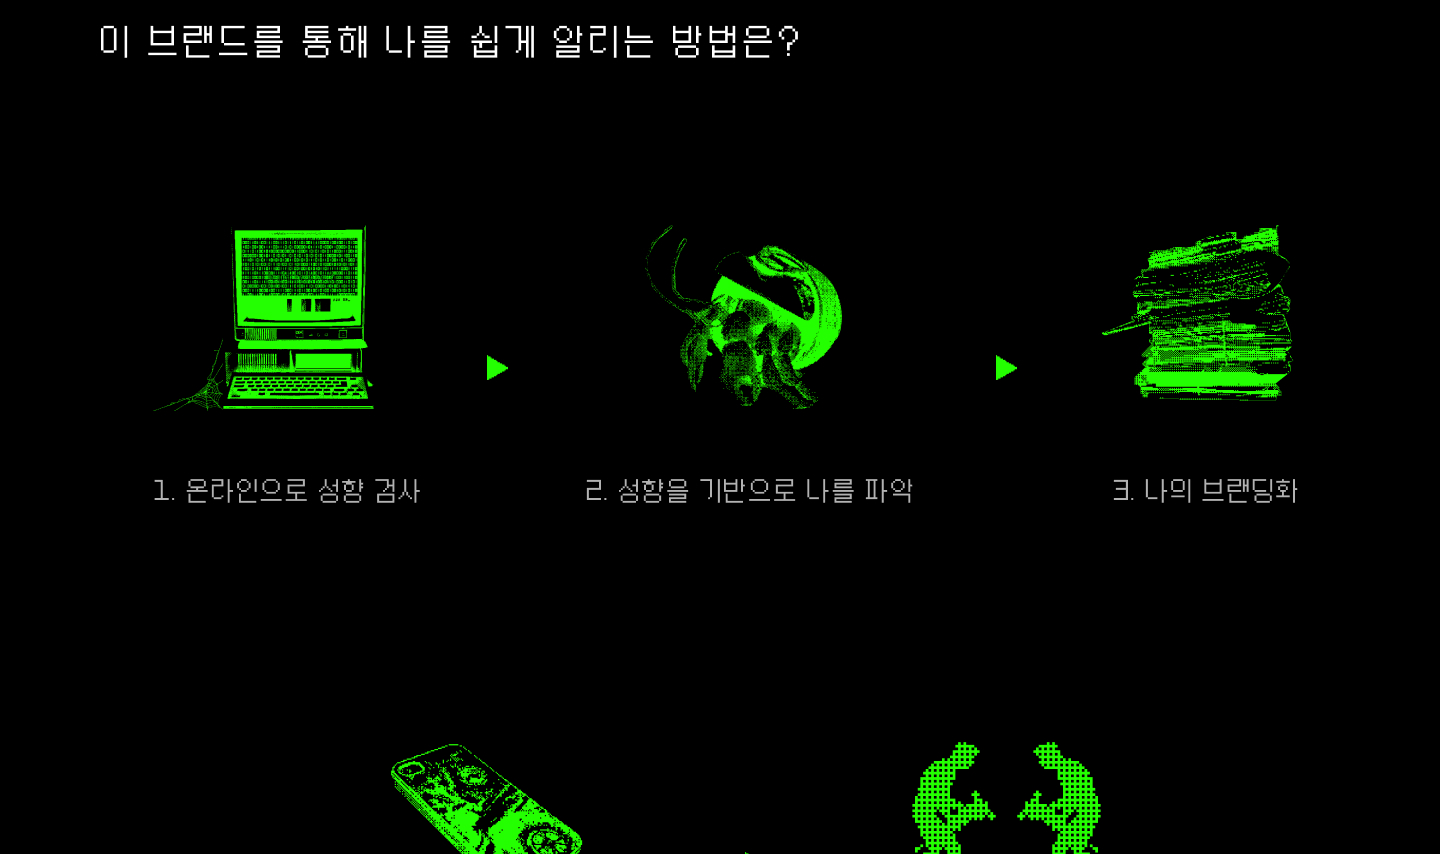 이 브랜드를 통해 나를 쉽게 알리는 방법은?
1. 온라인으로 성향 검사
2. 성향을 기반으로 나를 파악
3. 나의 브랜딩화